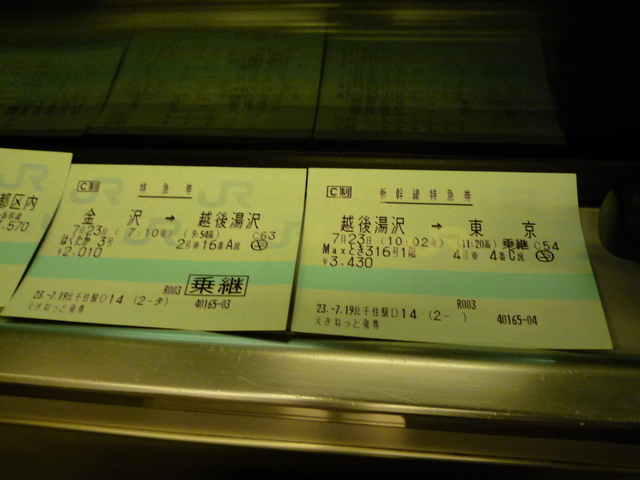 都区内
,570
C制 特急券
金沢 → 越後湯沢
7月23日 (7:10発) (9:54着) C63
はくたか 3号 2号車16番A席
¥2,010
乗継
R003
23.-7.19北千住駅D14 (2-タ) 40165-03
えきねっと発券
C制 新幹線特急券
越後湯沢 → 東京
7月23日 (10:02発) (11:20着) 乗継 C54
Maxとき316号1階 4号車 4番C席
¥3,430
R003
23.-7.19北千住駅D14 (2- ) 40165-04
えきねっと発券